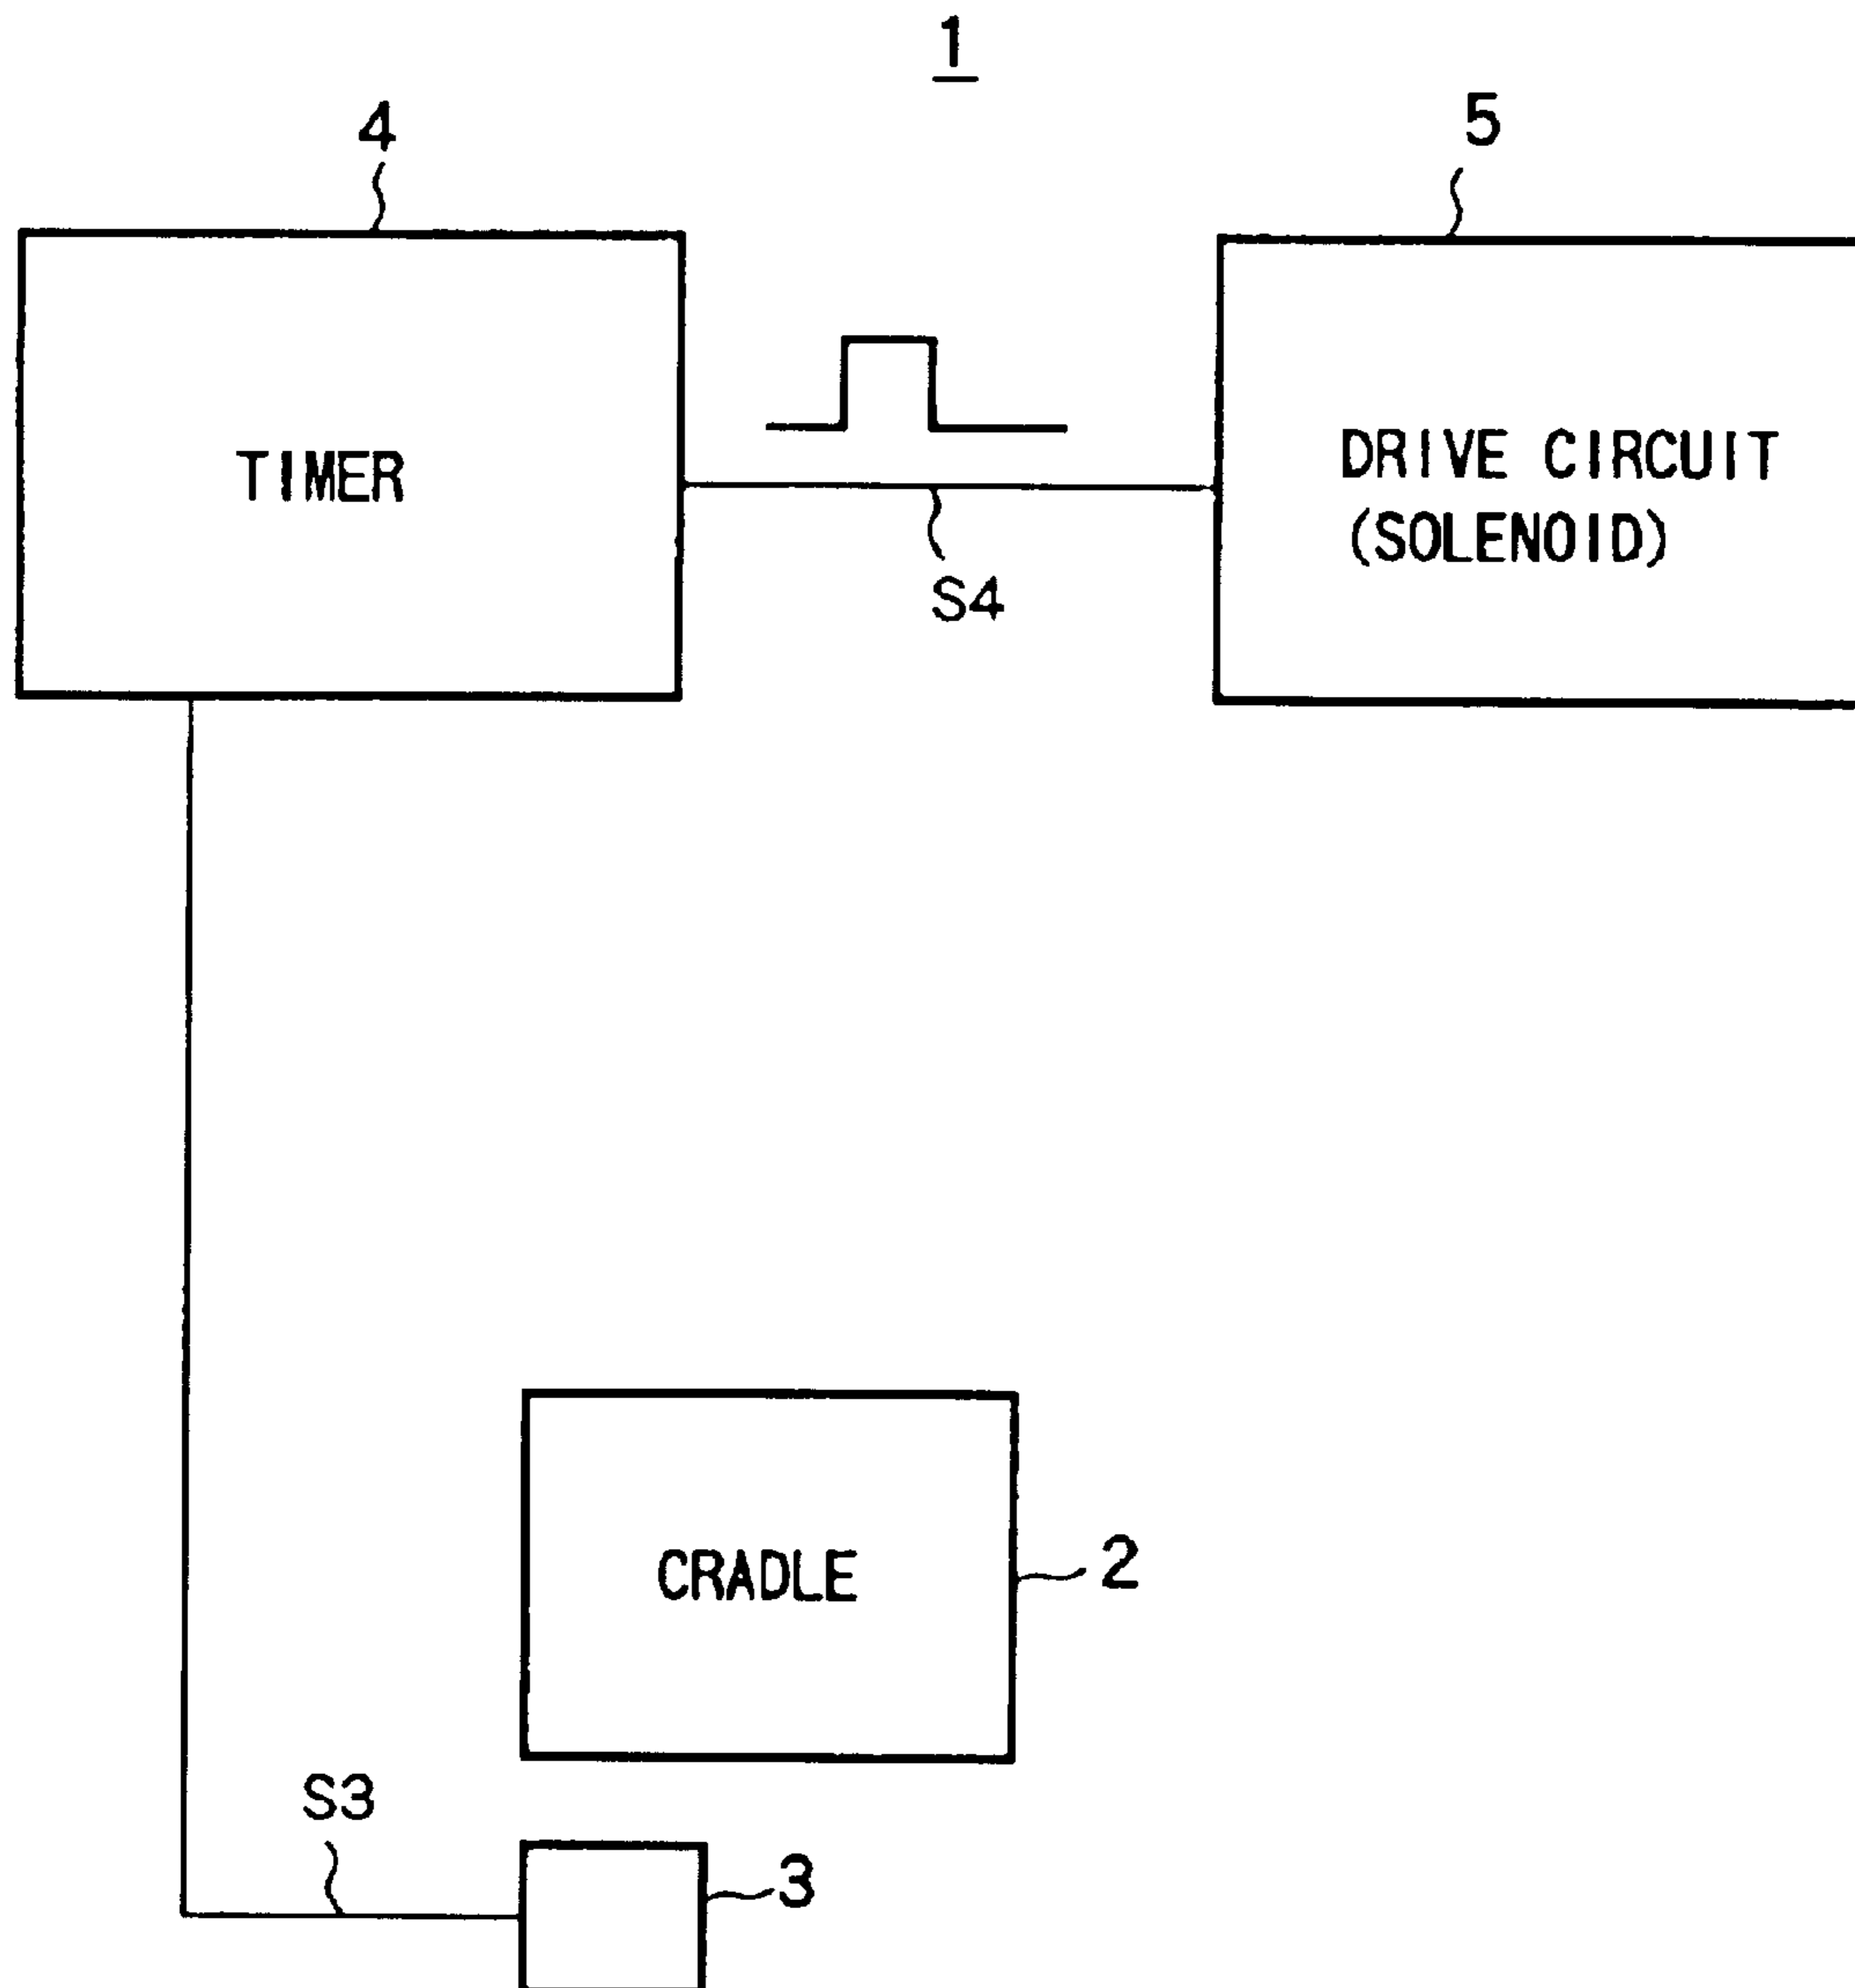 1
4
5
TIMER
DRIVE CIRCUIT
(SOLENOID)
S4
CRADLE
2
S3
3